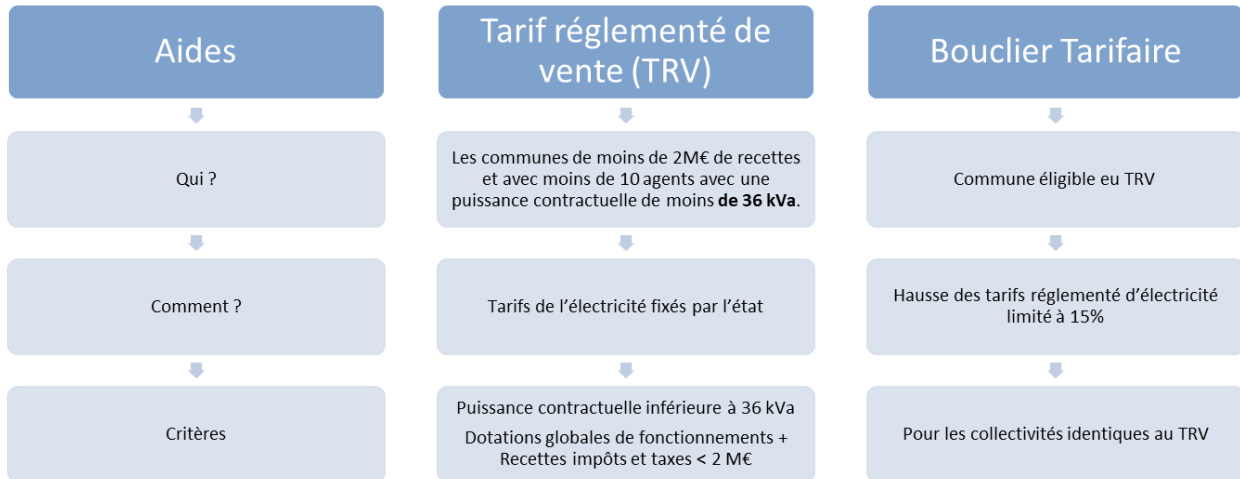 Aides
Qui ?
Comment ?
Critères
Tarif réglementé de
vente (TRV)
Les communes de moins de 2M€ de recettes
et avec moins de 10 agents avec une
puissance contractuelle de moins de 36 kVa.
Tarifs de l’électricité fixés par l’état
Puissance contractuelle inférieure à 36 kVa
Dotations globales de fonctionnements +
Recettes impôts et taxes < 2 M€
Bouclier Tarifaire
Commune éligible eu TRV
Hausse des tarifs réglementé d’électricité
limité à 15%
Pour les collectivités identiques au TRV